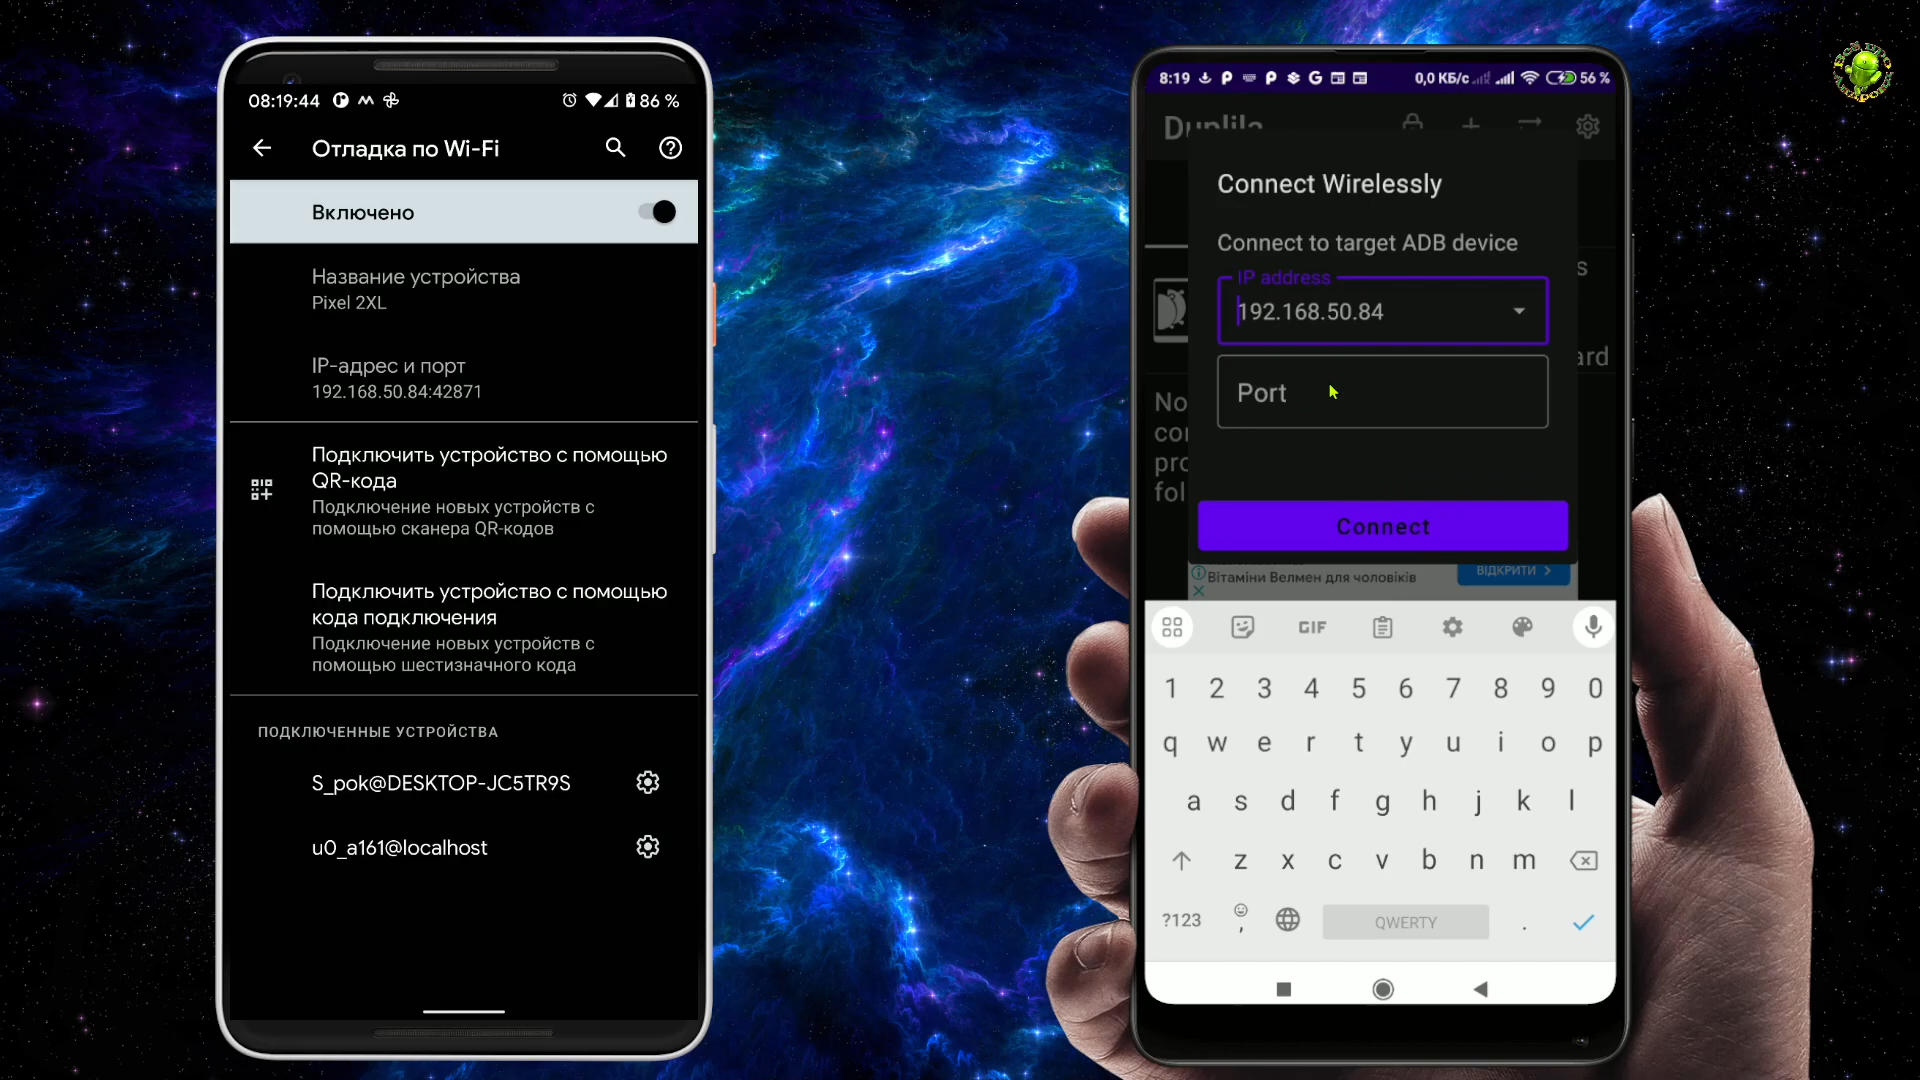 08:19:44
86 %
Отладка по Wi-Fi
Включено
Название устройства
Pixel 2XL
IP-адрес и порт
192.168.50.84:42871
Подключить устройство с помощью
QR-кода
Подключение новых устройств с
помощью сканера QR-кодов
Подключить устройство с помощью
кода подключения
Подключение новых устройств с
помощью шестизначного кода
ПОДКЛЮЧЕННЫЕ УСТРОЙСТВА
S_pok@DESKTOP-JC5TR9S
u0_a161@localhost
8:19
0,0 КБ/с
56 %
Duplila
Connect Wirelessly
Connect to target ADB device
IP address
192.168.50.84
Port
Connect
Вітаміни Велмен для чоловіків
ВІДКРИТИ
GIF
1 2 3 4 5 6 7 8 9 0
q w e r t y u i o p
a s d f g h j k l
z x c v b n m
?123
,
QWERTY
.